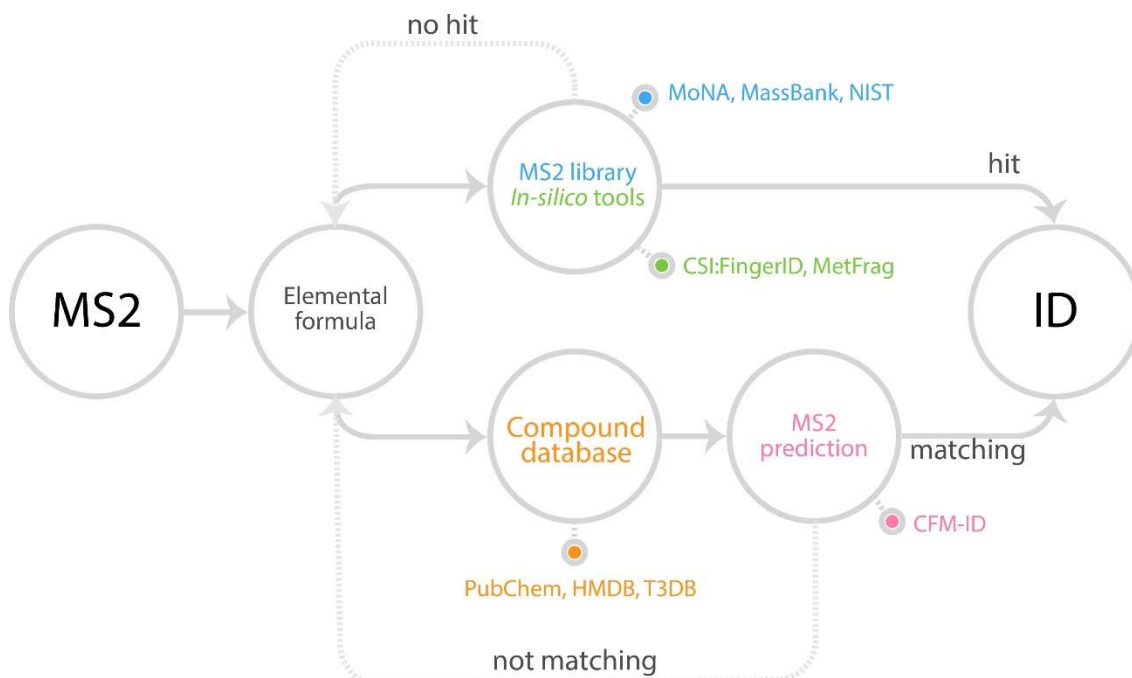 no hit
MoNA, MassBank, NIST
hit
MS2 library
In-silico tools
CSI:FingerID, MetFrag
MS2
Elemental
formula
ID
Compound
database
MS2
prediction
matching
CFM-ID
PubChem, HMDB, T3DB
not matching